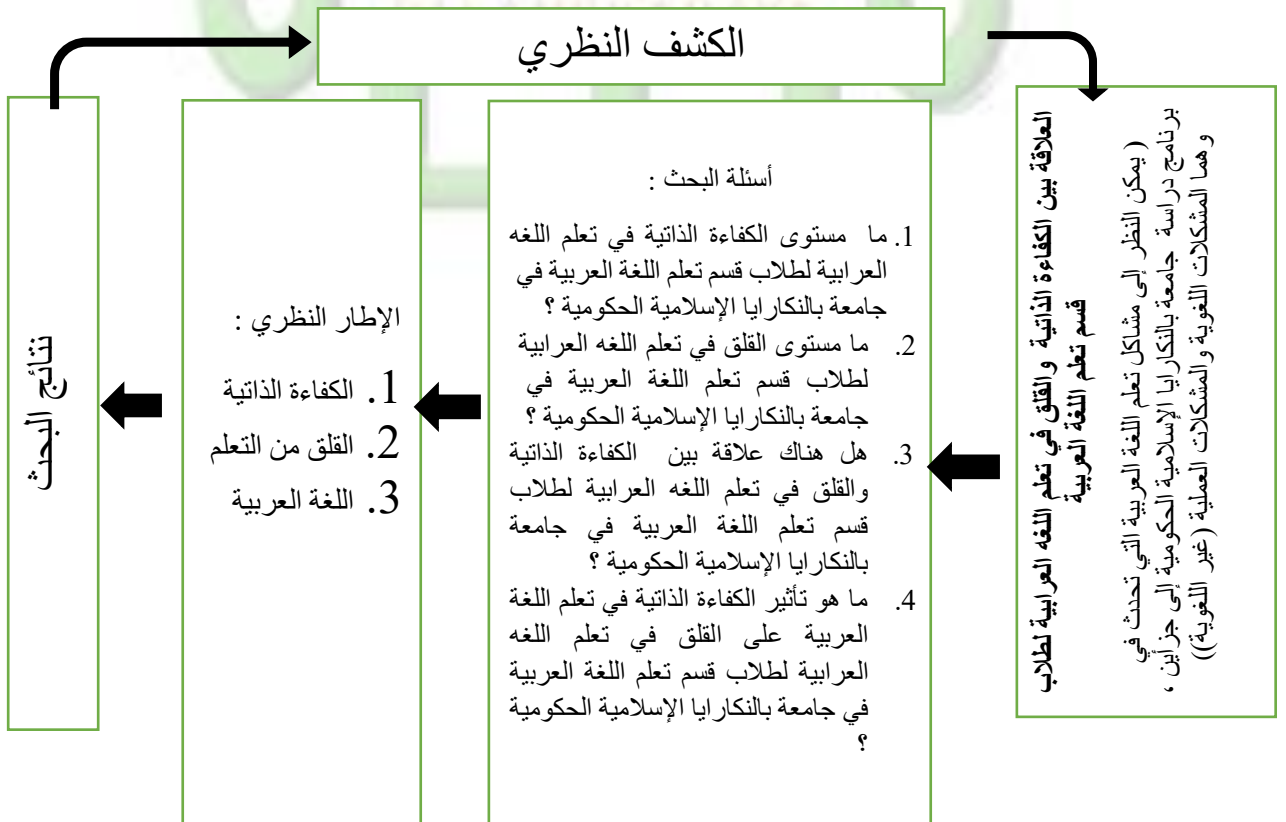 الكشف النظري
العلاقة بين الكفاءة الذاتية والقلق في تعلم اللغه العرابية لطلاب
قسم تعلم اللغة العربية
( يمكن النظر إلى مشاكل تعلم اللغة العربية التي تحدث في
برنامج دراسة جامعة بالنكارايا الإسلامية الحكومية إلى جزأين ،
وهما المشكلات اللغوية والمشكلات العملية (غير اللغوية))
أسئلة البحث :
1. ما مستوى الكفاءة الذاتية في تعلم اللغه
العرابية لطلاب قسم تعلم اللغة العربية في
جامعة بالنكارايا الإسلامية الحكومية ؟
2. ما مستوى القلق في تعلم اللغه العرابية
لطلاب قسم تعلم اللغة العربية في
جامعة بالنكارايا الإسلامية الحكومية ؟
3. هل هناك علاقة بين الكفاءة الذاتية
والقلق في تعلم اللغه العرابية لطلاب
قسم تعلم اللغة العربية في جامعة
بالنكارايا الإسلامية الحكومية ؟
4. ما هو تأثير الكفاءة الذاتية في تعلم اللغة
العربية على القلق في تعلم اللغه
العرابية لطلاب قسم تعلم اللغة العربية
في جامعة بالنكارايا الإسلامية الحكومية
؟
الإطار النظري :
1. الكفاءة الذاتية
2. القلق من التعلم
3. اللغة العربية
نتائج البحث